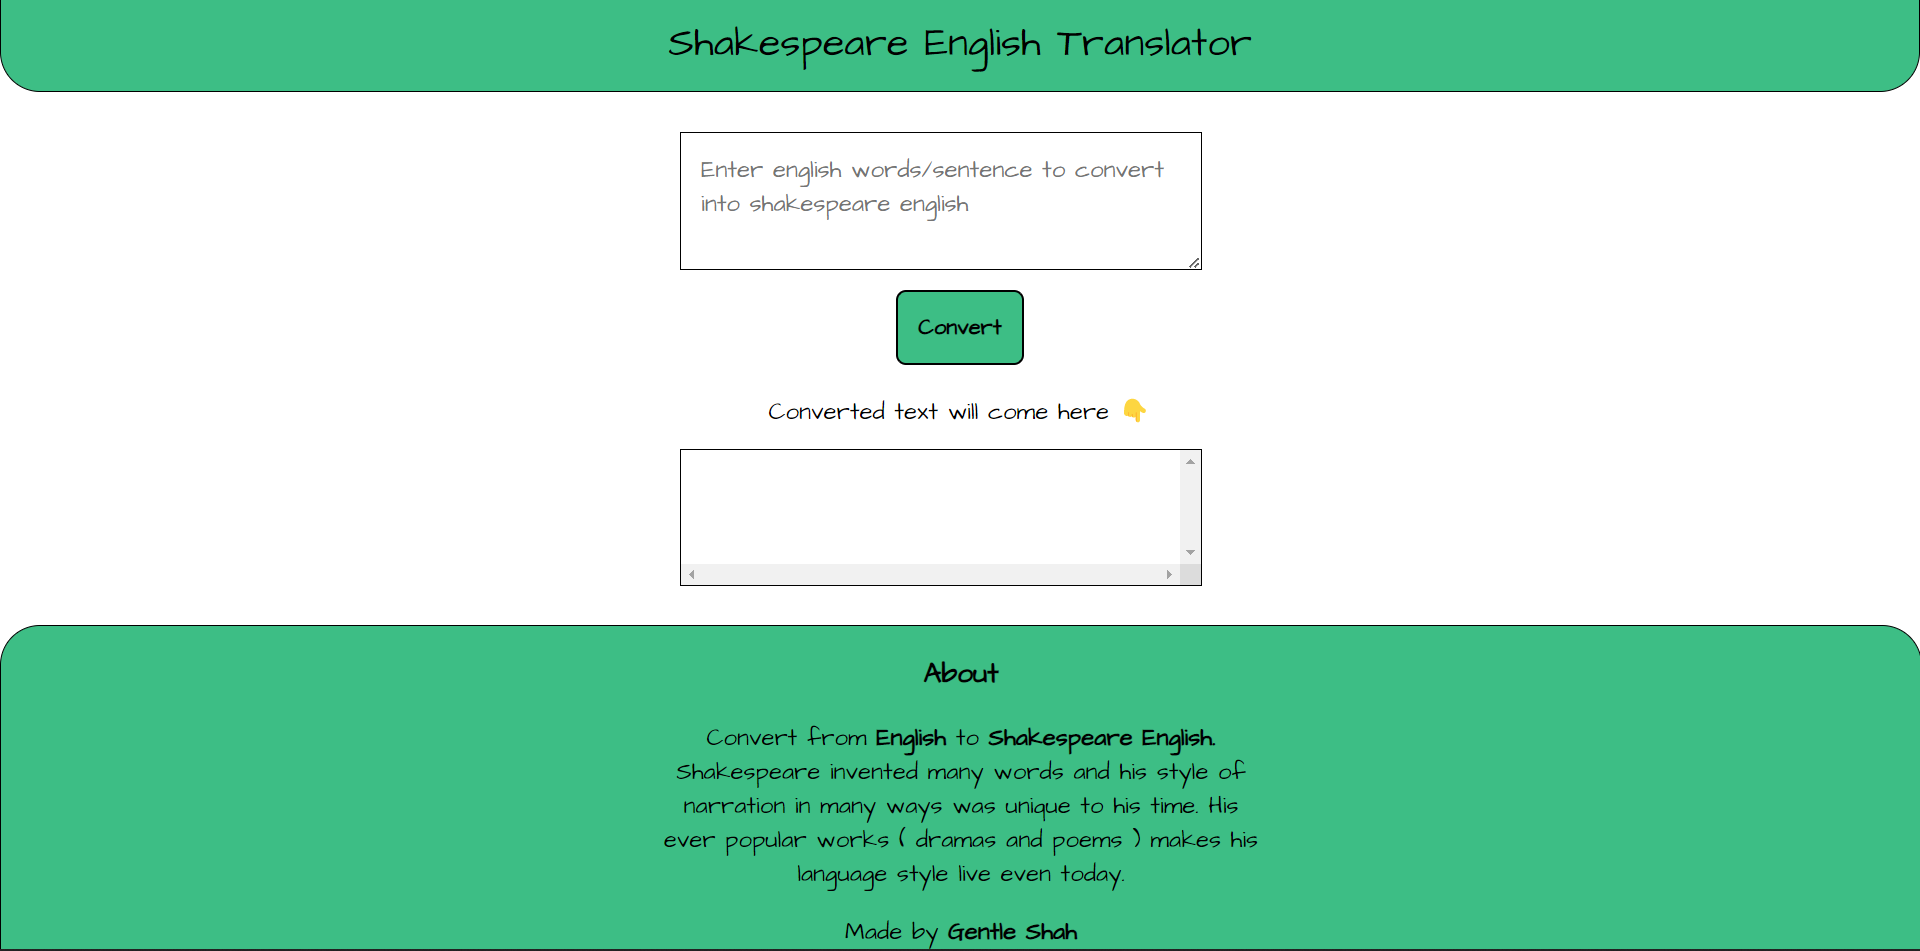 Shakespeare English Translator
Enter english words/sentence to convert
into shakespeare english
Convert
Converted text will come here 👇
About
Convert from English to Shakespeare English.
Shakespeare invented many words and his style of
narration in many ways was unique to his time. His
ever popular works ( dramas and poems ) makes his
language style live even today.
Made by Gentle Shah